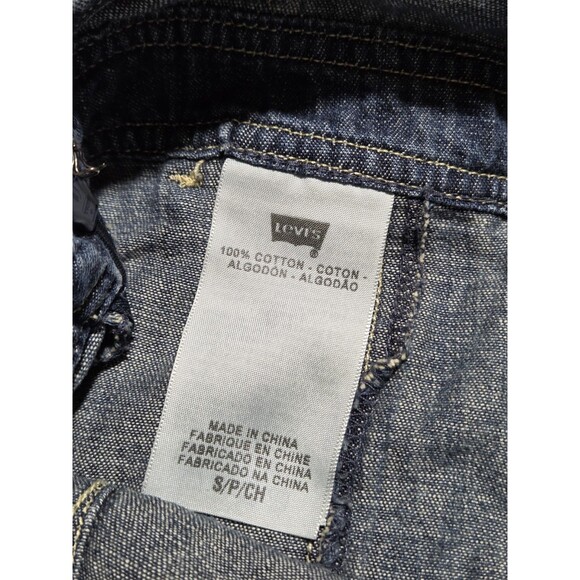 Levi's
®
100% COTTON - COTON -
ALGODÓN - ALGODÃO
MADE IN CHINA
FABRIQUE EN CHINE
FABRICADO EN CHINA
FABRICADO NA CHINA
S/P/CH